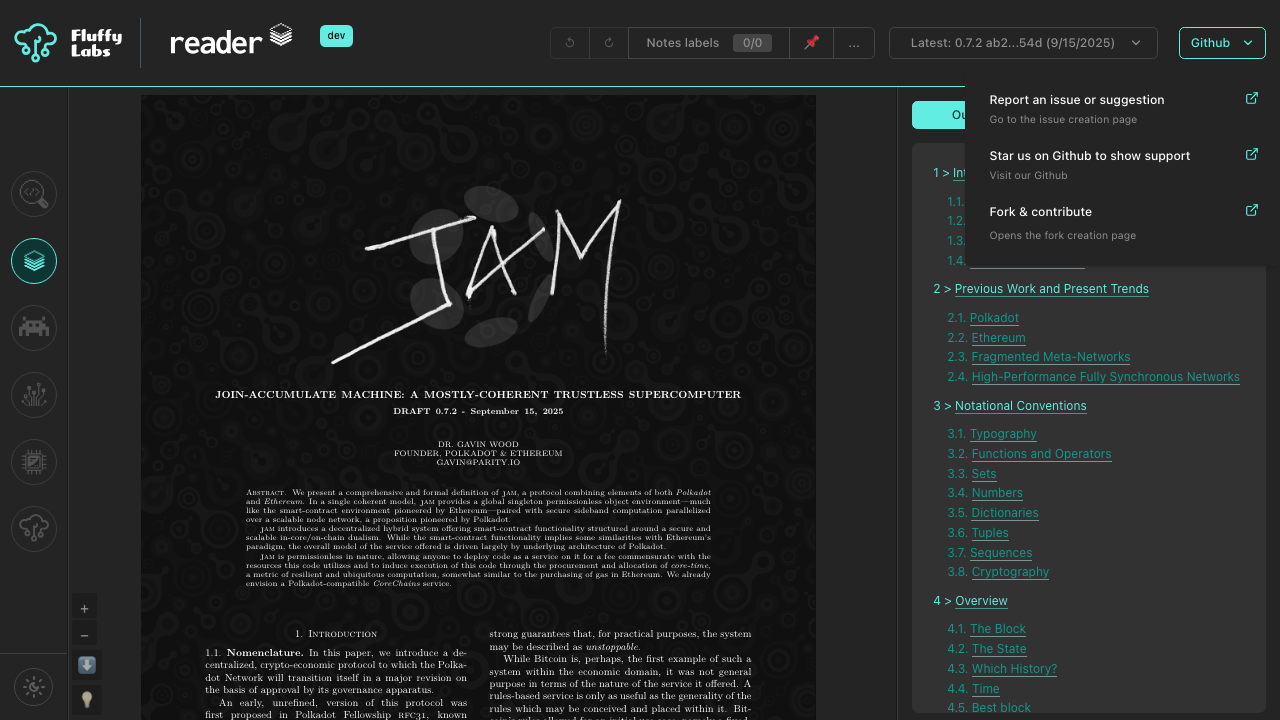 Fluffy Labs
reader
dev
Notes labels 0/0
...
Latest: 0.7.2 ab2...54d (9/15/2025)
Github
Report an issue or suggestion
Go to the issue creation page
Star us on Github to show support
Visit our Github
Fork & contribute
Opens the fork creation page
JAM
JOIN-ACCUMULATE MACHINE: A MOSTLY-COHERENT TRUSTLESS SUPERCOMPUTER
DRAFT 0.7.2 - September 15, 2025
DR. GAVIN WOOD
FOUNDER, POLKADOT & ETHEREUM
GAVIN@PARITY.IO
Abstract. We present a comprehensive and formal definition of JAM, a protocol combining elements of both Polkadot
and Ethereum. In a single coherent model, JAM provides a global singleton permissionless object environment—much
like the smart-contract environment pioneered by Ethereum—paired with secure sideband computation parallelized
over a scalable node network, a proposition pioneered by Polkadot.
JAM introduces a decentralized hybrid system offering smart-contract functionality structured around a secure and
scalable in-core/on-chain dualism. While the smart-contract functionality implies some similarities with Ethereum's
paradigm, the overall model of the service offered is driven largely by underlying architecture of Polkadot.
JAM is permissionless in nature, allowing anyone to deploy code as a service on it for a fee commensurate with the
resources this code utilizes and to induce execution of this code through the procurement and allocation of core-time,
a metric of resilient and ubiquitous computation, somewhat similar to the purchasing of gas in Ethereum. We already
envision a Polkadot-compatible CoreChains service.
1. Introduction
1.1. Nomenclature. In this paper, we introduce a de-
centralized, crypto-economic protocol to which the Polka-
dot Network will transition itself in a major revision on
the basis of approval by its governance apparatus.
An early, unrefined, version of this protocol was
first proposed in Polkadot Fellowship RFC31, known
strong guarantees that, for practical purposes, the system
may be described as unstoppable.
While Bitcoin is, perhaps, the first example of such a
system within the economic domain, it was not general
purpose in terms of the nature of the service it offered. A
rules-based service is only as useful as the generality of the
rules which may be conceived and placed within it. Bit-
+
−
Ou
1 > Int
1.1.
1.2.
1.3.
1.4.
2 > Previous Work and Present Trends
2.1. Polkadot
2.2. Ethereum
2.3. Fragmented Meta-Networks
2.4. High-Performance Fully Synchronous Networks
3 > Notational Conventions
3.1. Typography
3.2. Functions and Operators
3.3. Sets
3.4. Numbers
3.5. Dictionaries
3.6. Tuples
3.7. Sequences
3.8. Cryptography
4 > Overview
4.1. The Block
4.2. The State
4.3. Which History?
4.4. Time
4.5. Best block